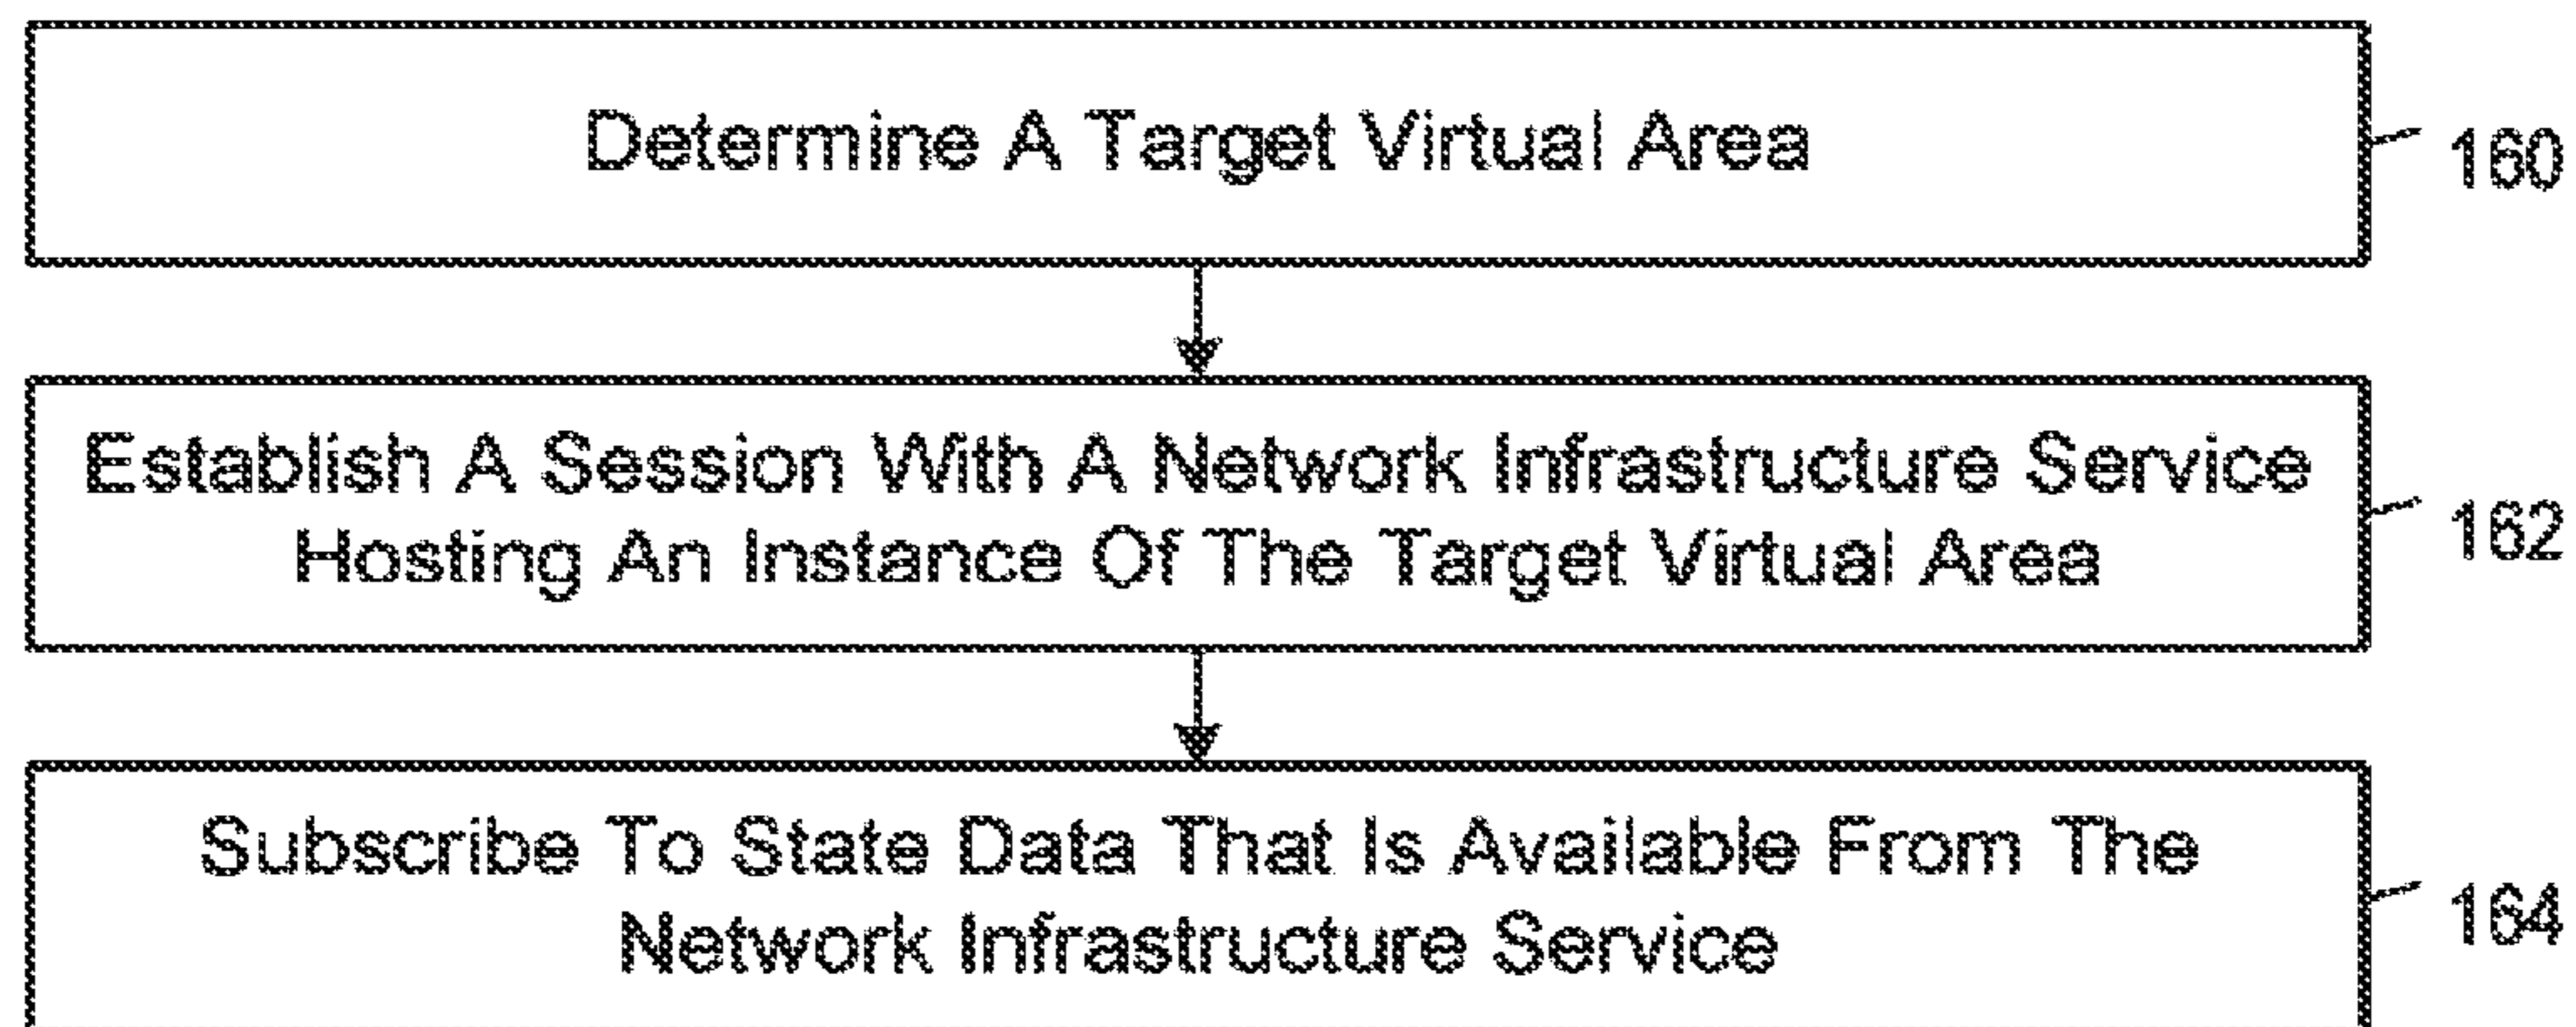 Determine A Target Virtual Area
160
Establish A Session With A Network Infrastructure Service
Hosting An Instance Of The Target Virtual Area
162
Subscribe To State Data That Is Available From The
Network Infrastructure Service
164